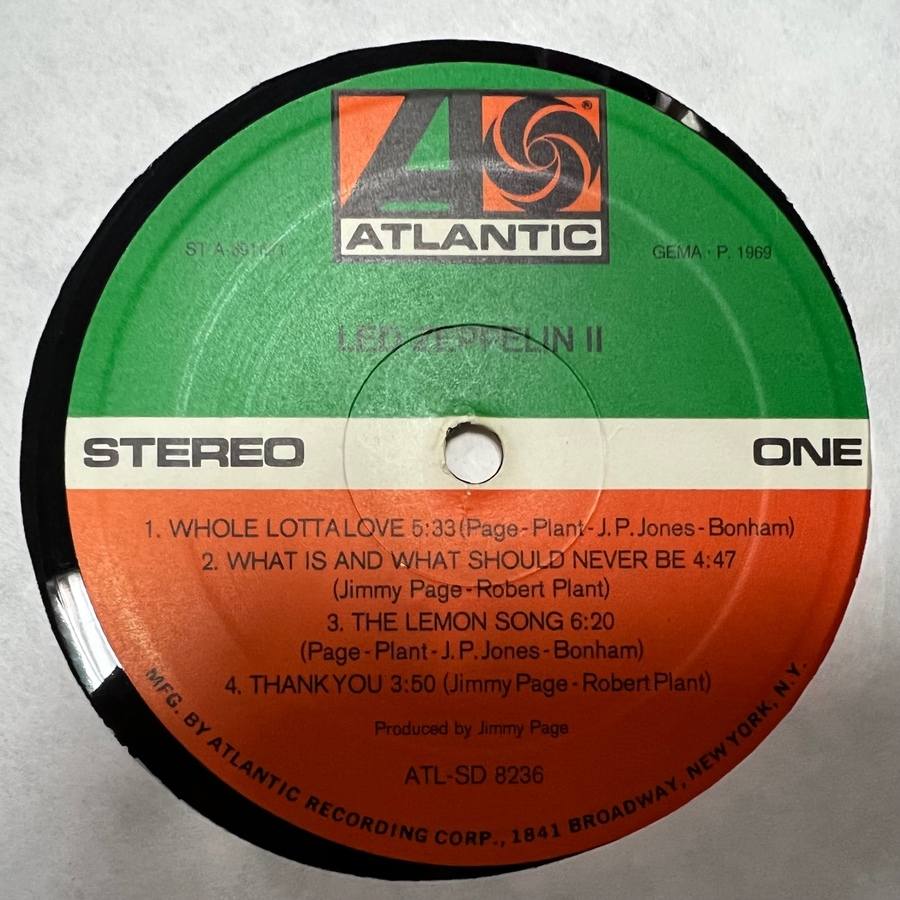 ATLANTIC
®
GEMA · P. 1969
LED ZEPPELIN II
STEREO
ONE
1. WHOLE LOTTA LOVE 5:33 (Page - Plant - J. P. Jones - Bonham)
2. WHAT IS AND WHAT SHOULD NEVER BE 4:47
(Jimmy Page - Robert Plant)
3. THE LEMON SONG 6:20
(Page - Plant - J. P. Jones - Bonham)
4. THANK YOU 3:50 (Jimmy Page - Robert Plant)
Produced by Jimmy Page
ATL-SD 8236
MFG. BY ATLANTIC RECORDING CORP., 1841 BROADWAY, NEW YORK, N.Y.